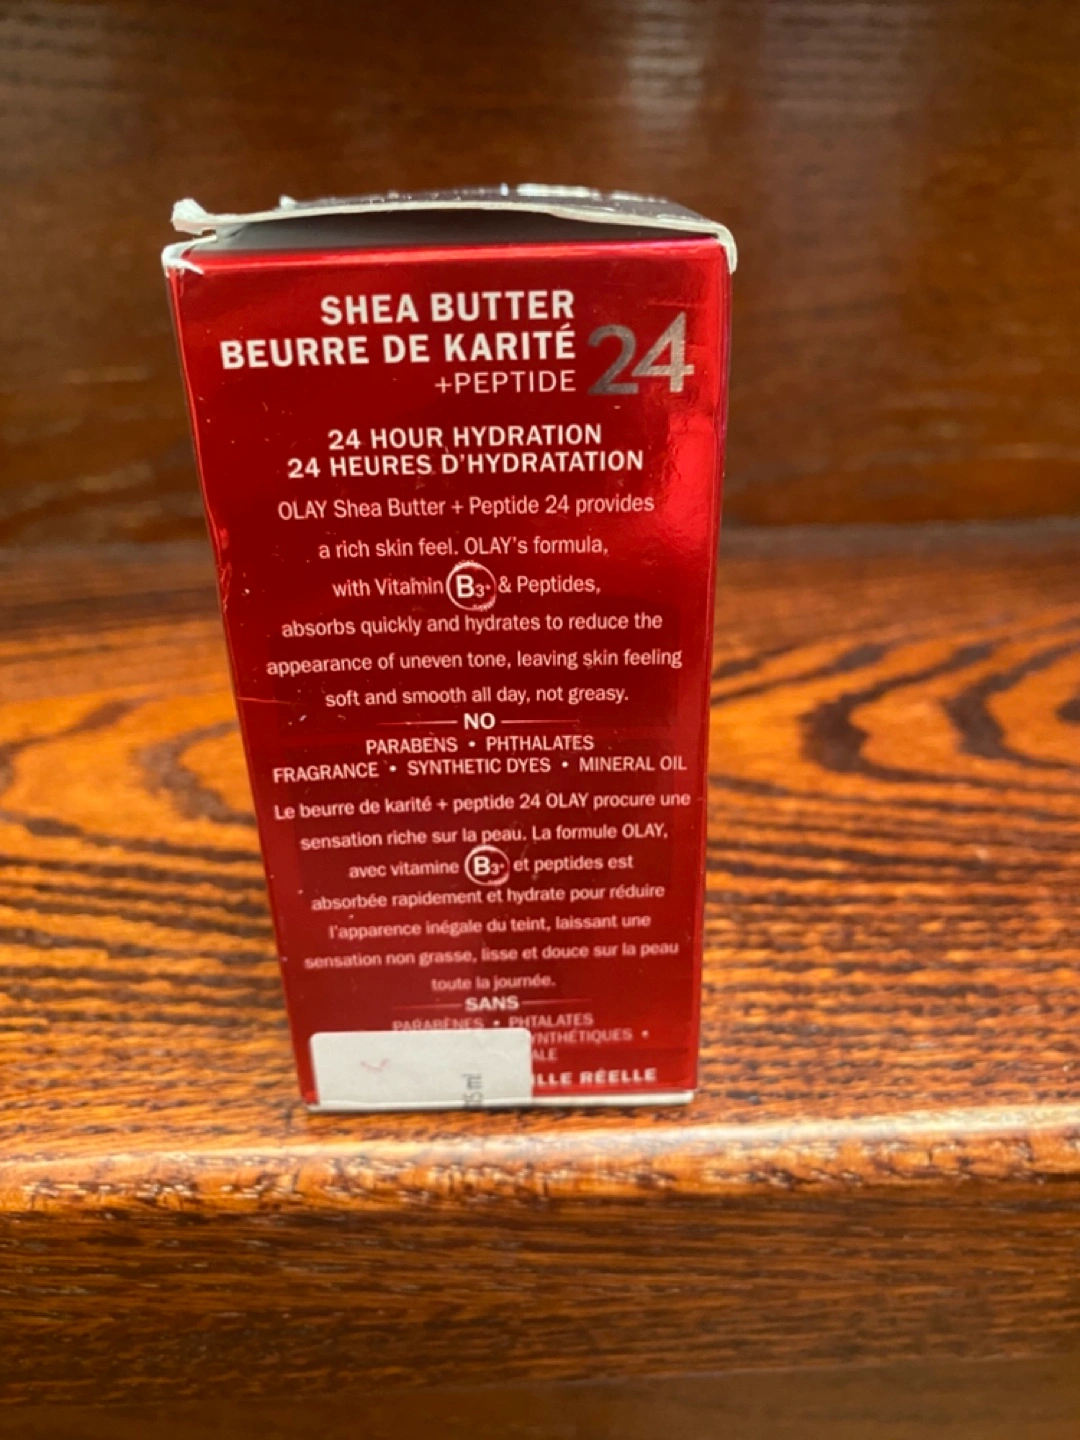 SHEA BUTTER
BEURRE DE KARITÉ
+PEPTIDE
24
24 HOUR HYDRATION
24 HEURES D'HYDRATATION
OLAY Shea Butter + Peptide 24 provides
a rich skin feel. OLAY's formula,
with Vitamin B3* & Peptides,
absorbs quickly and hydrates to reduce the
appearance of uneven tone, leaving skin feeling
soft and smooth all day, not greasy.
NO
PARABENS • PHTHALATES
FRAGRANCE • SYNTHETIC DYES • MINERAL OIL
Le beurre de karité + peptide 24 OLAY procure une
sensation riche sur la peau. La formule OLAY,
avec vitamine B3* et peptides est
absorbée rapidement et hydrate pour réduire
l'apparence inégale du teint, laissant une
sensation non grasse, lisse et douce sur la peau
toute la journée.
SANS
PARABÈNES • PHTALATES
YNTHÉTIQUES •
ALE
ILLE RÉELLE